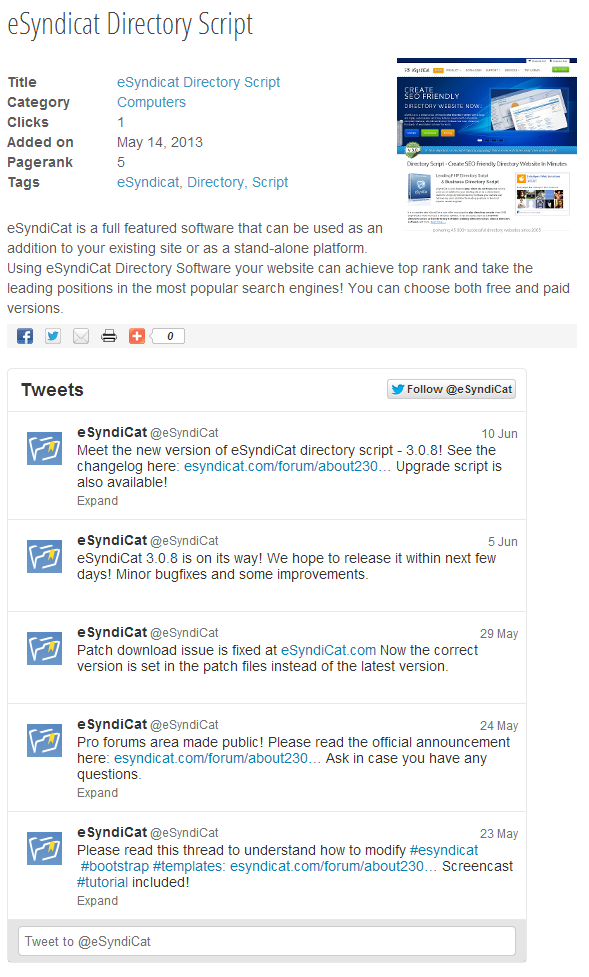 eSyndicat Directory Script
Title eSyndicat Directory Script
Category Computers
Clicks 1
Added on May 14, 2013
Pagerank 5
Tags eSyndicat, Directory, Script
CREATE
SEO FRIENDLY
DIRECTORY WEBSITE NOW!
Directory Script - Create SEO Friendly Directory Website In Minutes
Leading PHP Directory Script
& Business Directory Script
eSyndiCat is a full featured software that can be used as an
addition to your existing site or as a stand-alone platform.
Using eSyndiCat Directory Software your website can achieve top rank and take the
leading positions in the most popular search engines! You can choose both free and paid
versions.
0
Tweets
Follow @eSyndiCat
eSyndiCat @eSyndiCat 10 Jun
Meet the new version of eSyndiCat directory script - 3.0.8! See the
changelog here: esyndicat.com/forum/about230… Upgrade script is
also available!
Expand
eSyndiCat @eSyndiCat 5 Jun
eSyndiCat 3.0.8 is on its way! We hope to release it within next few
days! Minor bugfixes and some improvements.
eSyndiCat @eSyndiCat 29 May
Patch download issue is fixed at eSyndiCat.com Now the correct
version is set in the patch files instead of the latest version.
eSyndiCat @eSyndiCat 24 May
Pro forums area made public! Please read the official announcement
here: esyndicat.com/forum/about230… Ask in case you have any
questions.
Expand
eSyndiCat @eSyndiCat 23 May
Please read this thread to understand how to modify #esyndicat
#bootstrap #templates: esyndicat.com/forum/about230… Screencast
#tutorial included!
Expand
Tweet to @eSyndiCat